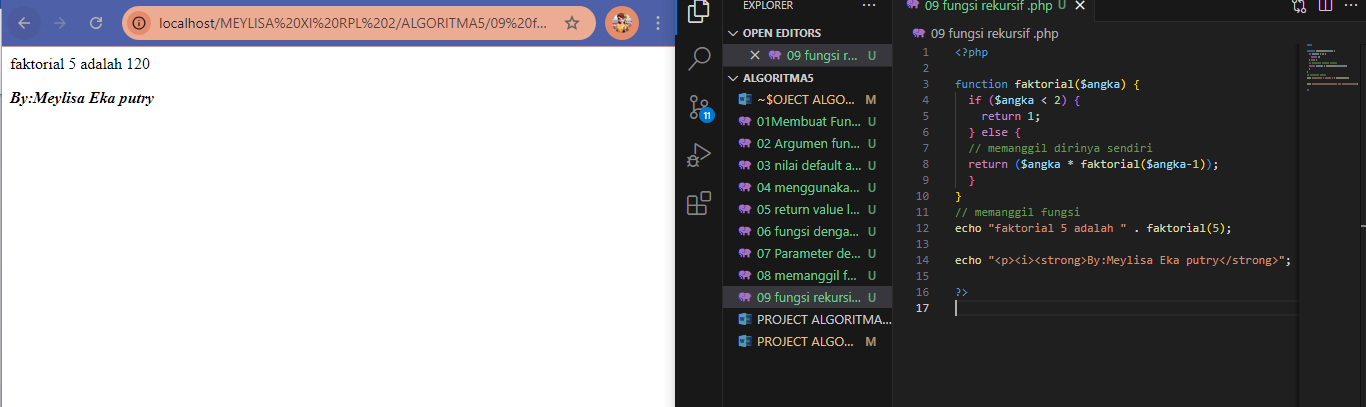 localhost/MEYLISA%20XI%20RPL%202/ALGORITMA5/09%20f...
faktorial 5 adalah 120
By:Meylisa Eka putry
11
EXPLORER
OPEN EDITORS
09 fungsi r... U
ALGORITMA5
~$OJECT ALGO... M
01Membuat Fun... U
02 Argumen fun... U
03 nilai default a... U
04 menggunaka... U
05 return value l... U
06 fungsi denga... U
07 Parameter de... U
08 memanggil f... U
09 fungsi rekursi... U
PROJECT ALGORITMA...
PROJECT ALGO... M
09 fungsi rekursif .php U
09 fungsi rekursif .php
1 <?php
2
3 function faktorial($angka) {
4 if ($angka < 2) {
5 return 1;
6 } else {
7 // memanggil dirinya sendiri
8 return ($angka * faktorial($angka-1));
9 }
10 }
11 // memanggil fungsi
12 echo "faktorial 5 adalah " . faktorial(5);
13
14 echo "<p><i><strong>By:Meylisa Eka putry</strong>";
15
16 ?>
17